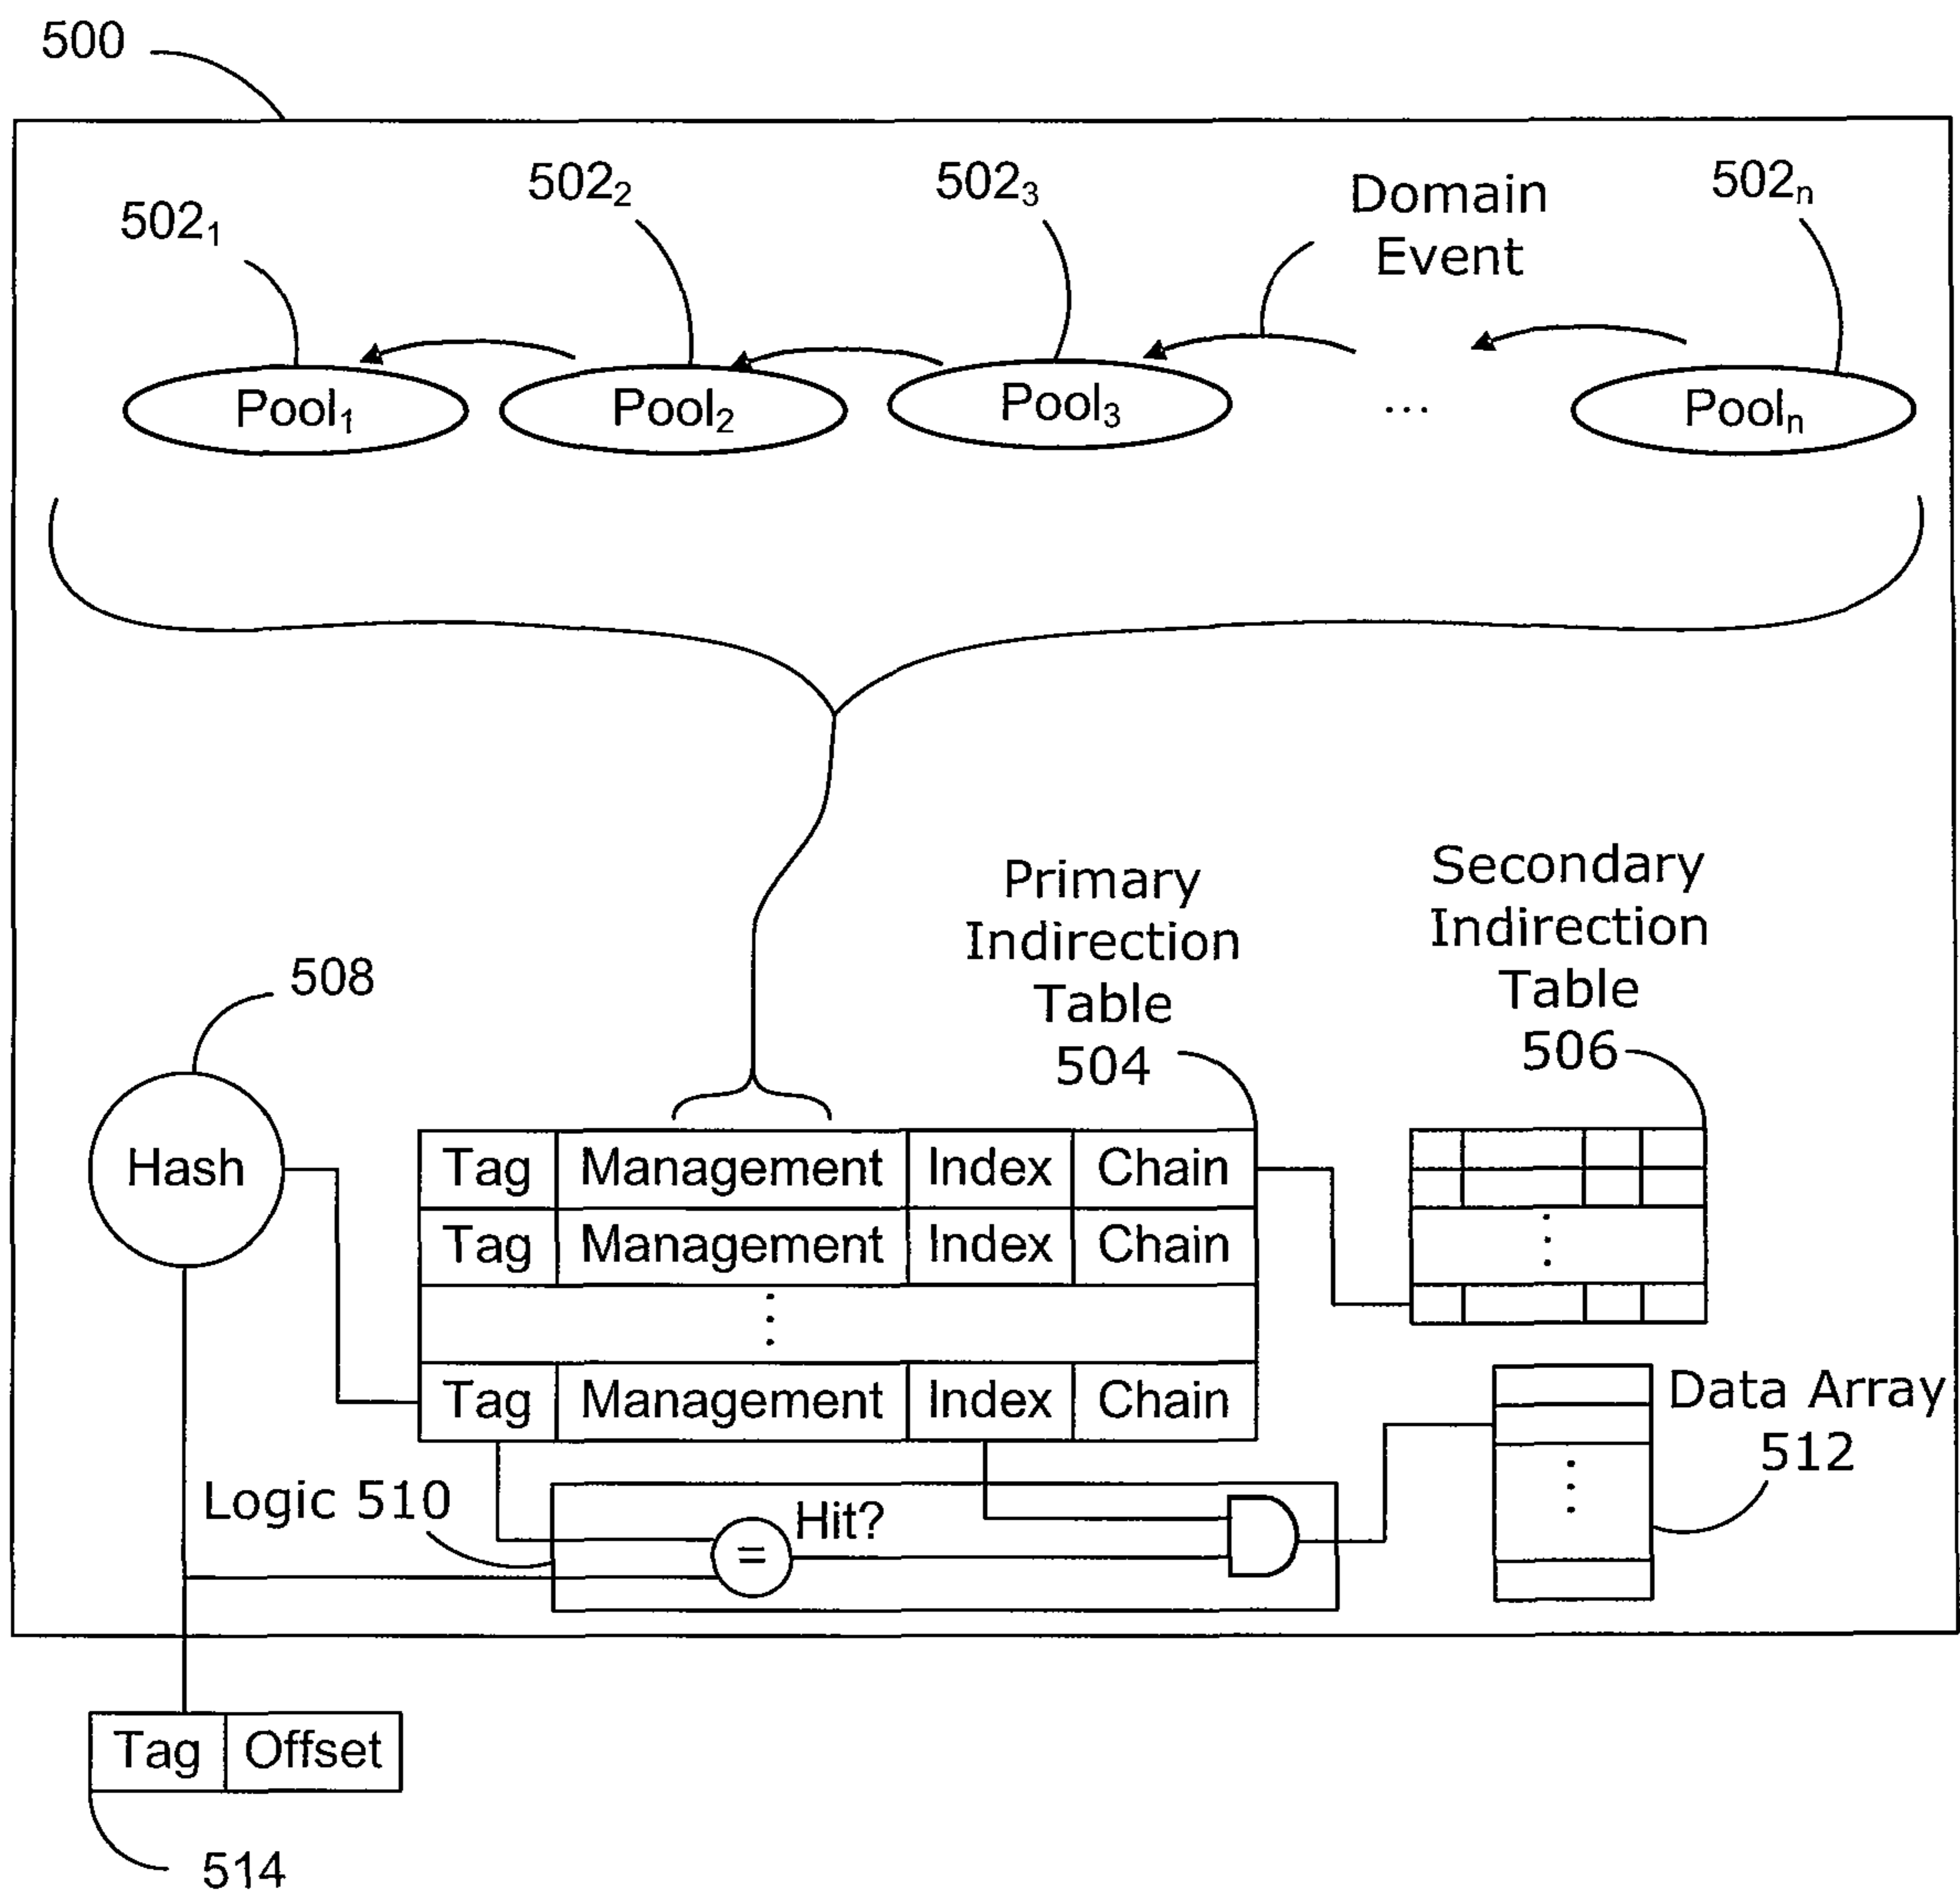 500
502₁
502₂
502₃
Domain
Event
502ₙ
Pool₁
Pool₂
Pool₃
...
Poolₙ
Primary
Indirection
Table
504
Secondary
Indirection
Table
506
508
Hash
Tag Management Index Chain
Tag Management Index Chain
Tag Management Index Chain
Data Array
512
Logic 510
Hit?
=
Tag Offset
514